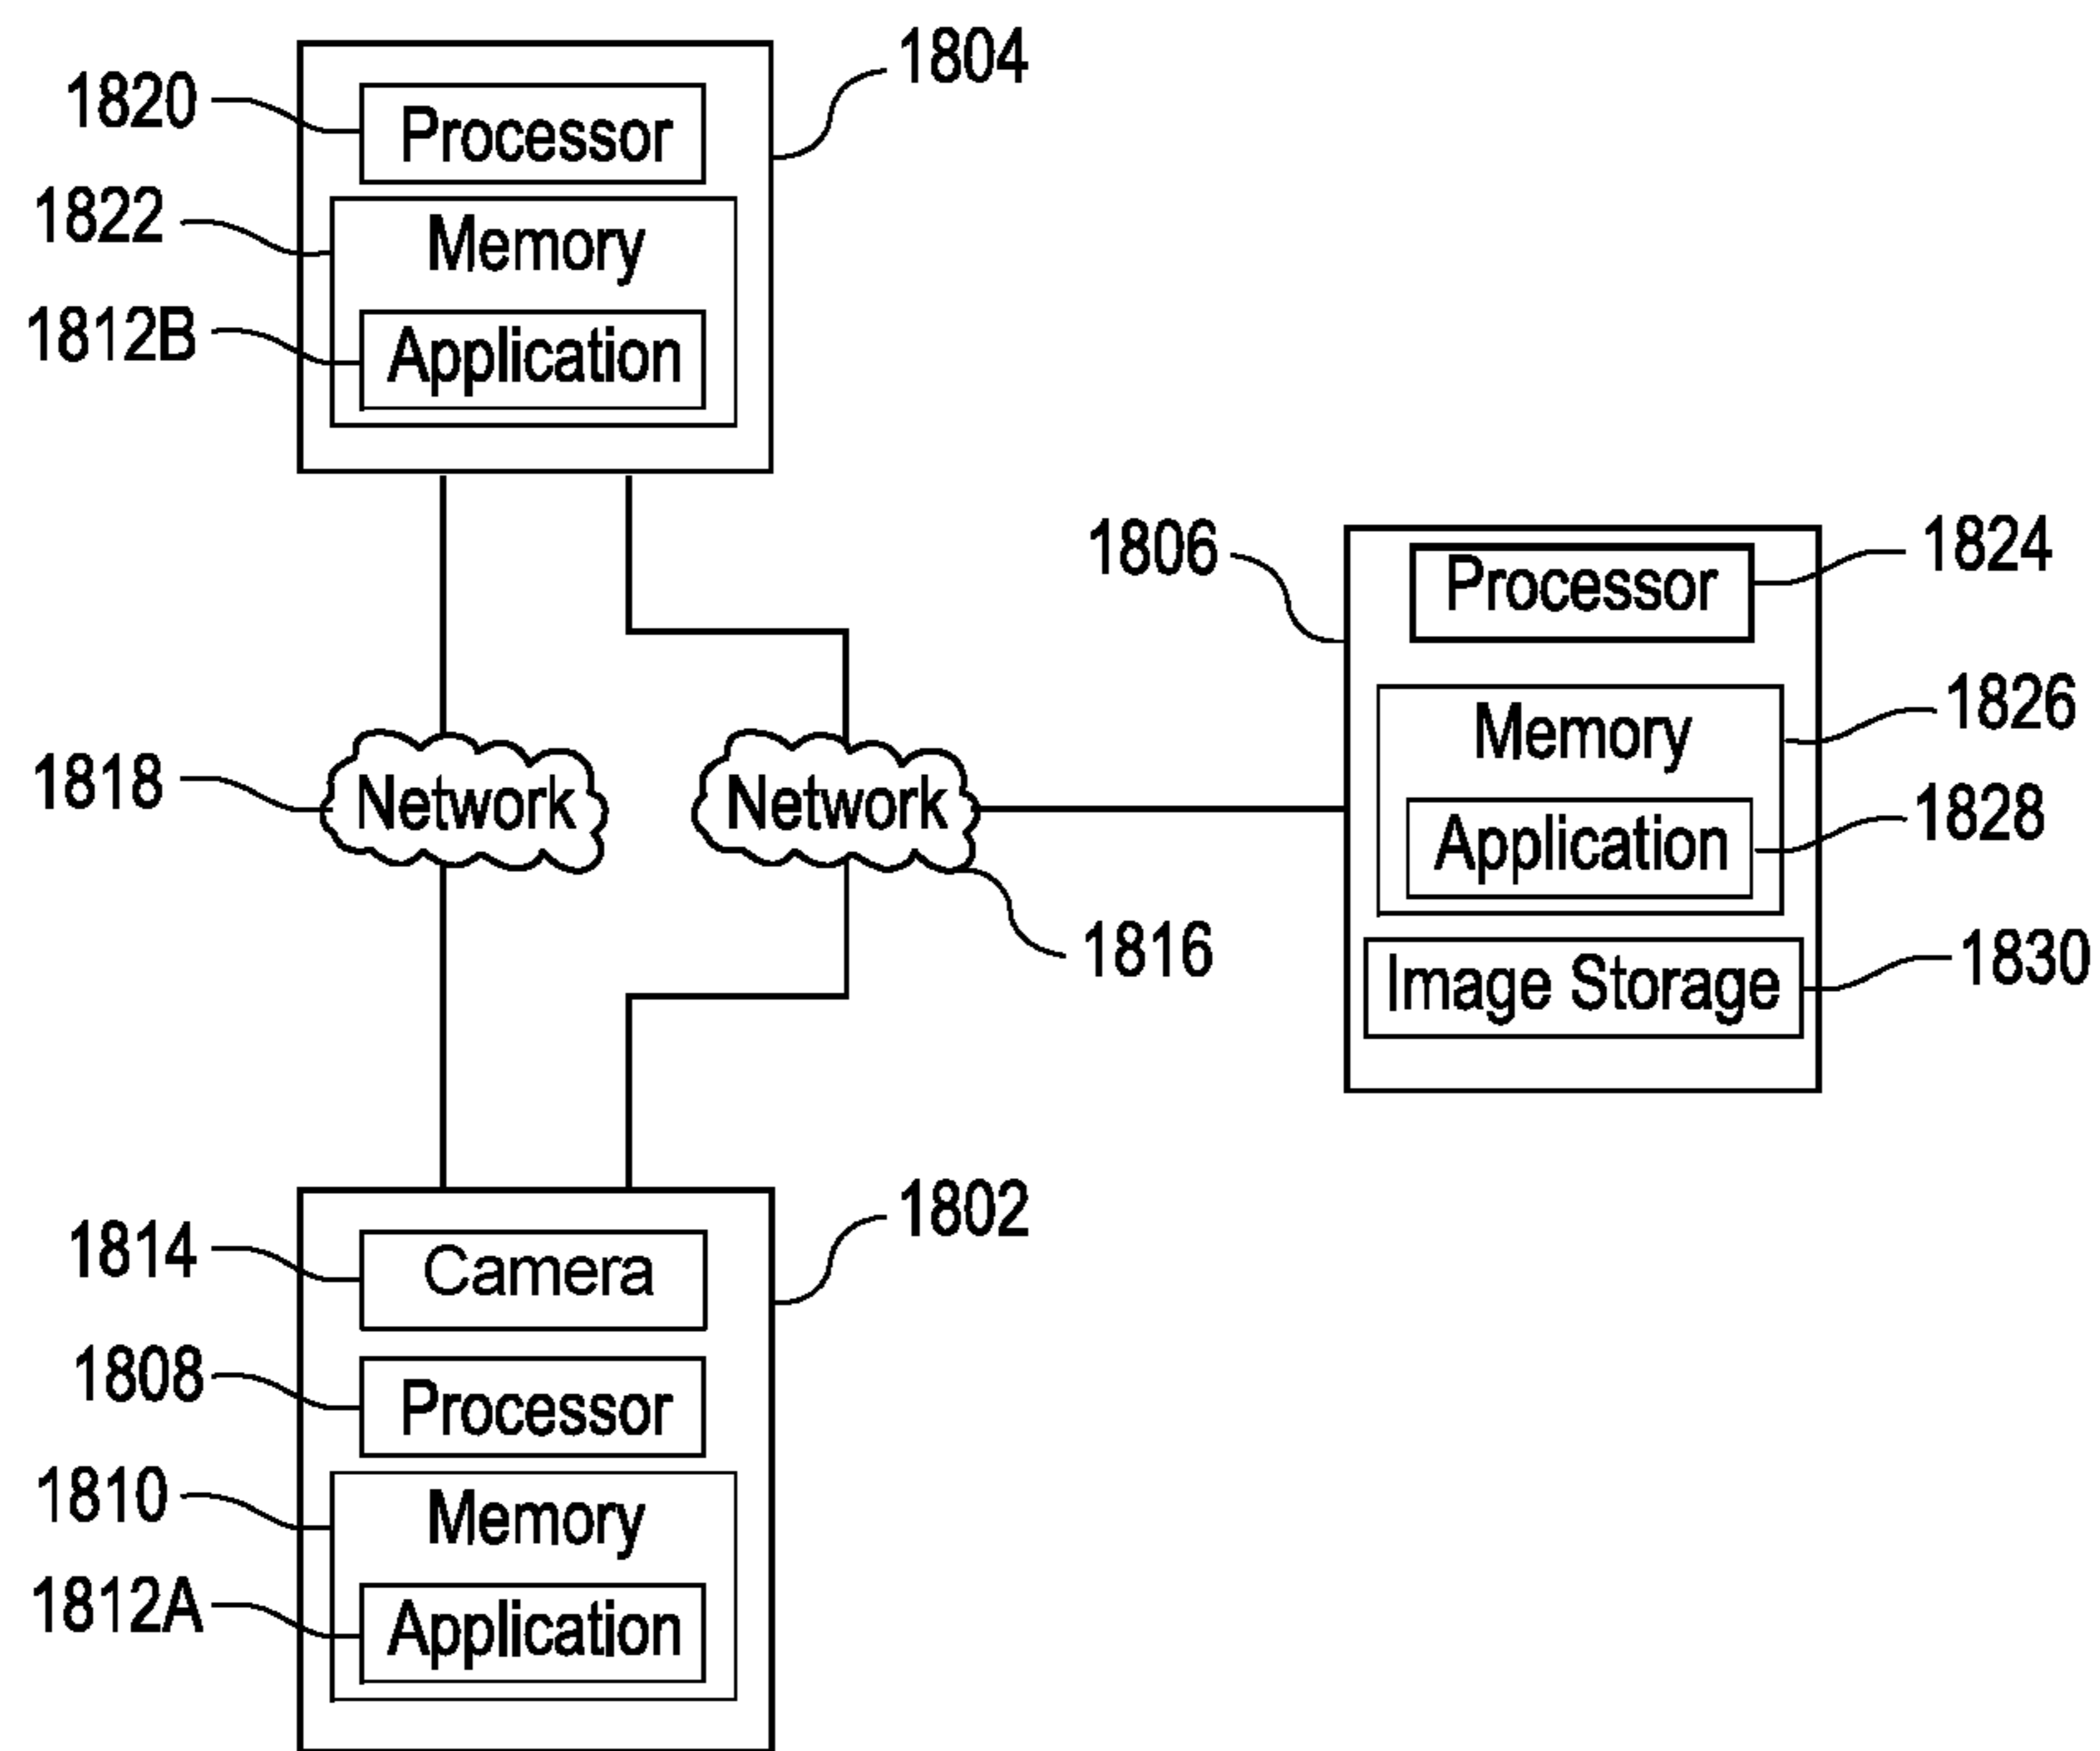 1804
1820
Processor
1822
Memory
1812B
Application
1806
Processor
1824
Memory
1826
Application
1828
Image Storage
1830
1818
Network
Network
1816
1802
1814
Camera
1808
Processor
1810
Memory
1812A
Application